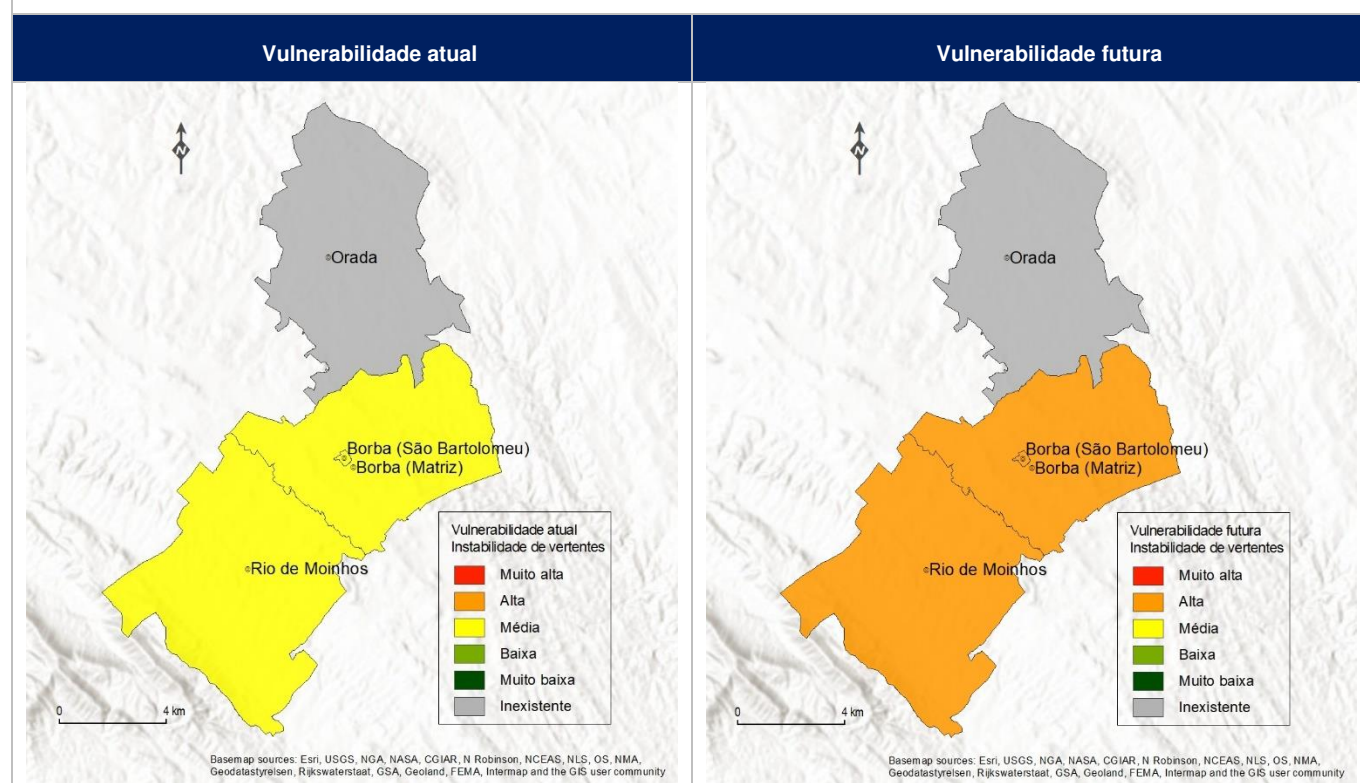 Vulnerabilidade atual
Vulnerabilidade futura
N
Orada
Borba (São Bartolomeu)
Borba (Matriz)
Rio de Moinhos
Vulnerabilidade atual
Instabilidade de vertentes
Muito alta
Alta
Média
Baixa
Muito baixa
Inexistente
0 4 km
Basemap sources: Esri, USGS, NGA, NASA, CGIAR, N Robinson, NCEAS, NLS, OS, NMA,
Geodatastyrelsen, Rijkswaterstaat, GSA, Geoland, FEMA, Intermap and the GIS user community
N
Orada
Borba (São Bartolomeu)
Borba (Matriz)
Rio de Moinhos
Vulnerabilidade futura
Instabilidade de vertentes
Muito alta
Alta
Média
Baixa
Muito baixa
Inexistente
0 4 km
Basemap sources: Esri, USGS, NGA, NASA, CGIAR, N Robinson, NCEAS, NLS, OS, NMA,
Geodatastyrelsen, Rijkswaterstaat, GSA, Geoland, FEMA, Intermap and the GIS user community